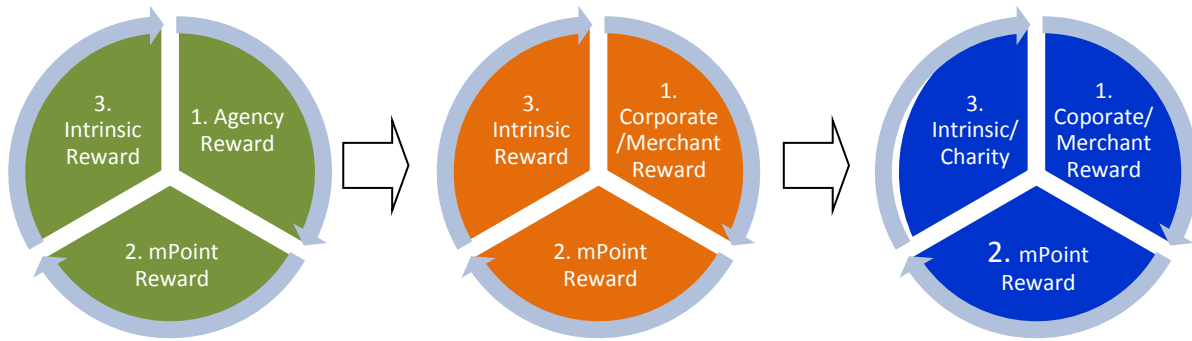 3.
Intrinsic
Reward
1. Agency
Reward
2. mPoint
Reward
3.
Intrinsic
Reward
1.
Corporate
/Merchant
Reward
2. mPoint
Reward
3.
Intrinsic/
Charity
1.
Coporate/
Merchant
Reward
2. mPoint
Reward